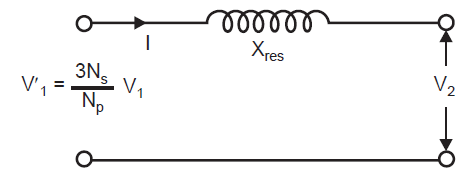 I
X_res
V'_1 = 3N_s/N_p V_1
V_2